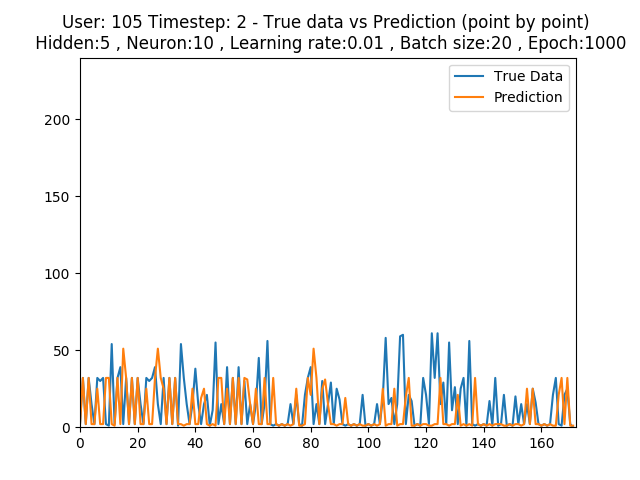 User: 105 Timestep: 2 - True data vs Prediction (point by point)
Hidden:5 , Neuron:10 , Learning rate:0.01 , Batch size:20 , Epoch:1000
True Data
Prediction
200
150
100
50
0
0 20 40 60 80 100 120 140 160